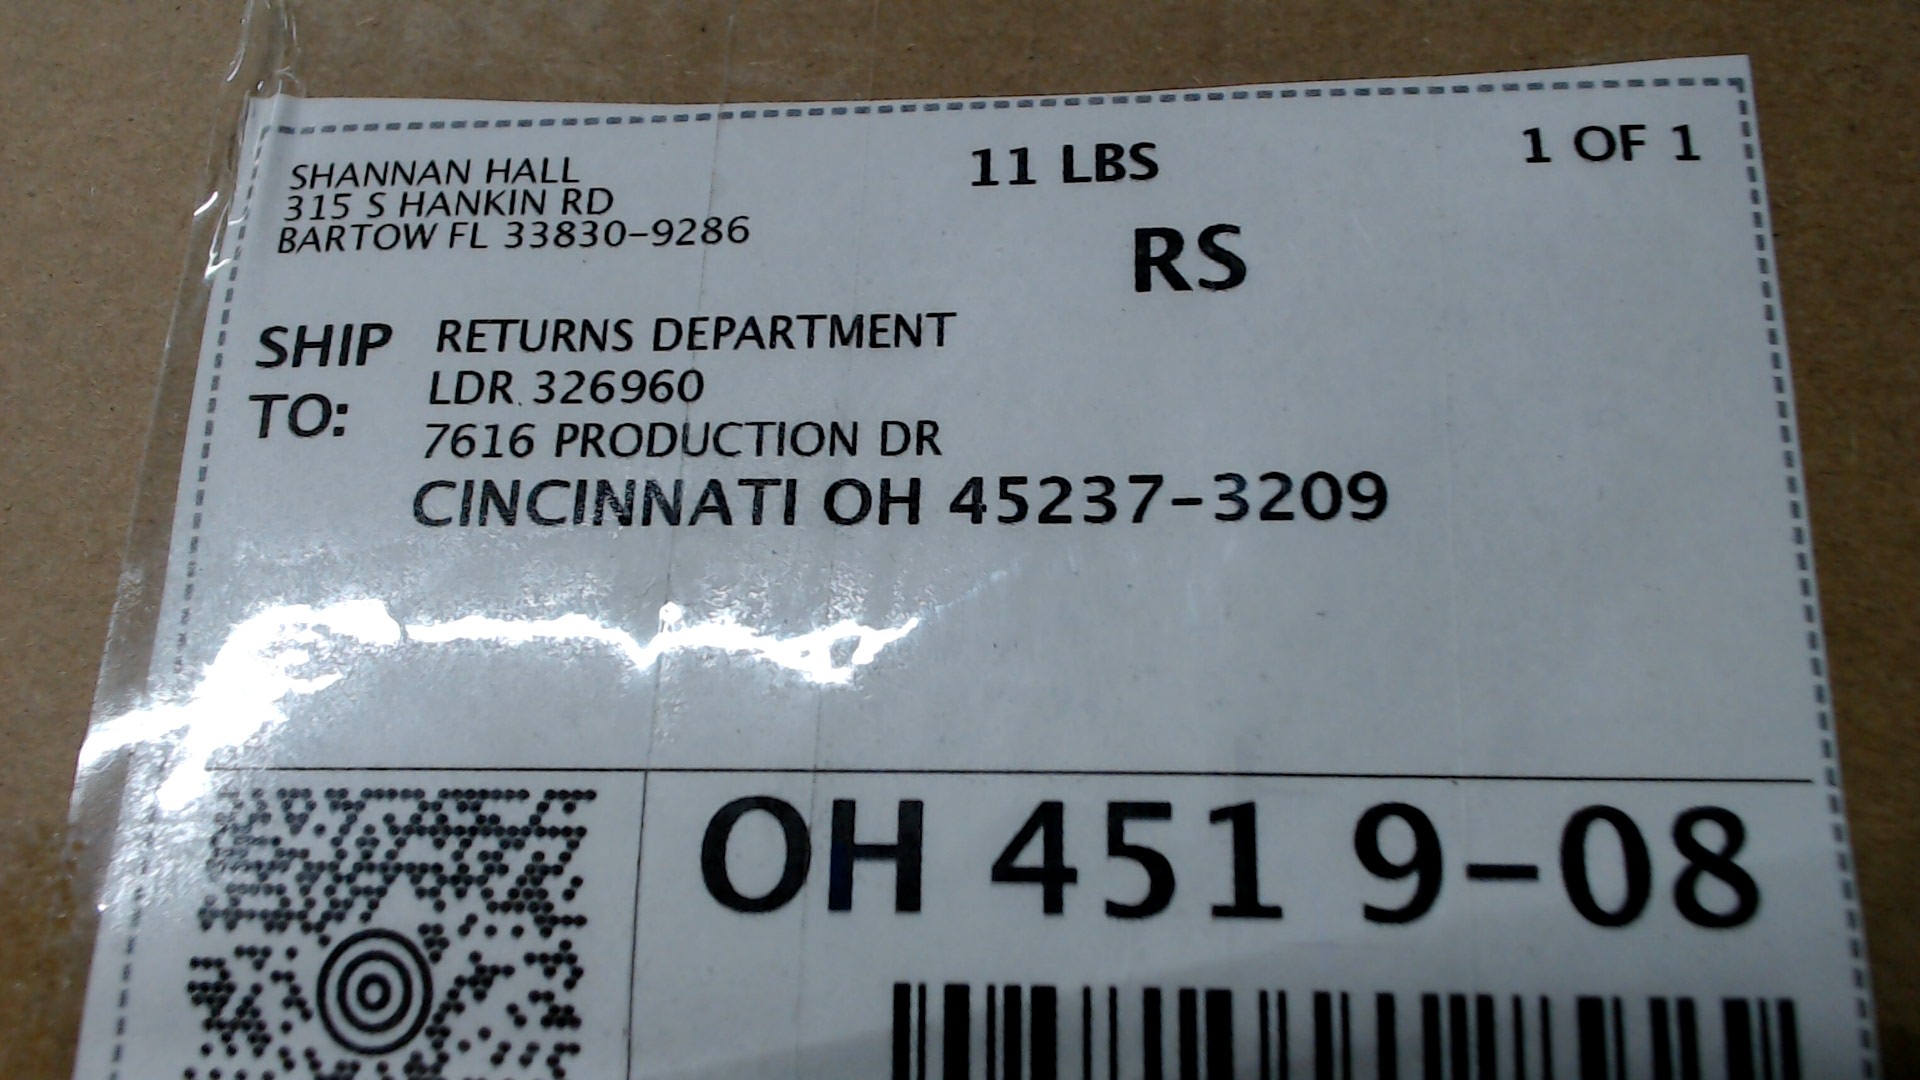 SHANNAN HALL
315 S HANKIN RD
BARTOW FL 33830-9286
11 LBS
1 OF 1
RS
SHIP TO:
RETURNS DEPARTMENT
LDR 326960
7616 PRODUCTION DR
CINCINNATI OH 45237-3209
OH 451 9-08